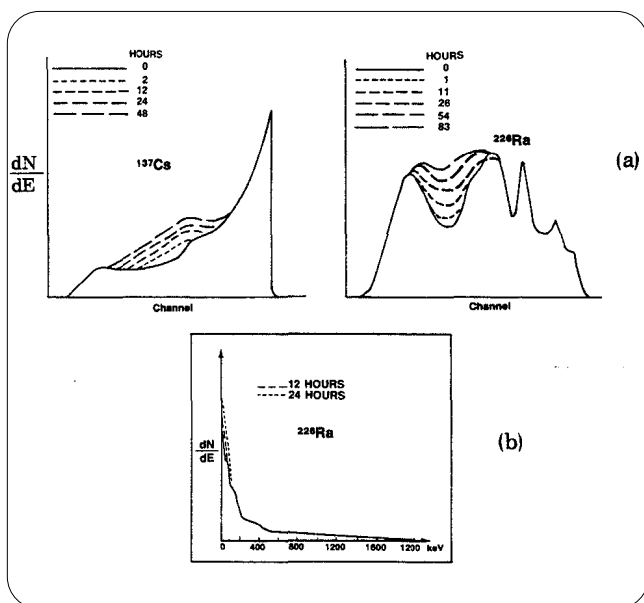 HOURS
0
2
12
24
48
137Cs
dN
dE
Channel
(a)
HOURS
0
1
11
26
54
83
226Ra
Channel
12 HOURS
24 HOURS
226Ra
dN
dE
(b)
0 400 800 1200 1600 1200 keV